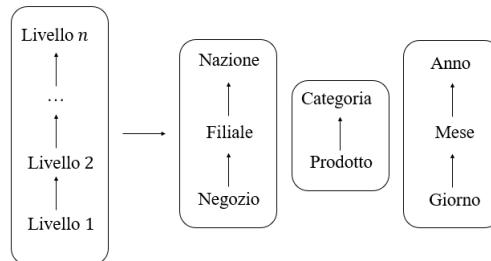 Livello n
...
Livello 2
Livello 1
Nazione
Filiale
Negozio
Categoria
Prodotto
Anno
Mese
Giorno